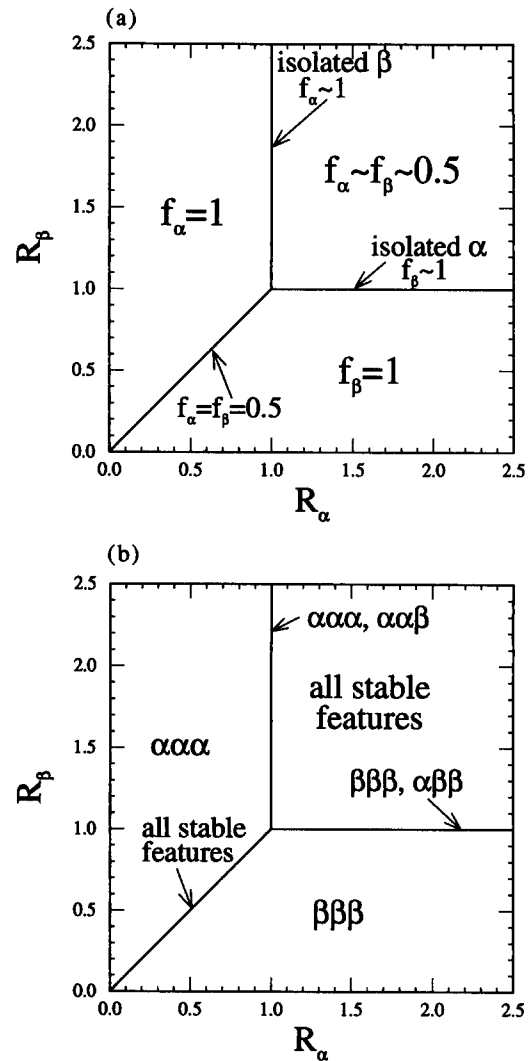 (a)
2.5
isolated β
f_α~1
2.0
f_α~f_β~0.5
1.5
f_α=1
R_β
isolated α
f_β~1
1.0
0.5
f_β=1
f_α=f_β=0.5
0.0
0.0 0.5 1.0 1.5 2.0 2.5
R_α
(b)
2.5
ααα, ααβ
2.0
all stable
features
1.5
ααα
R_β
βββ, αββ
1.0
all stable
features
0.5
βββ
0.0
0.0 0.5 1.0 1.5 2.0 2.5
R_α